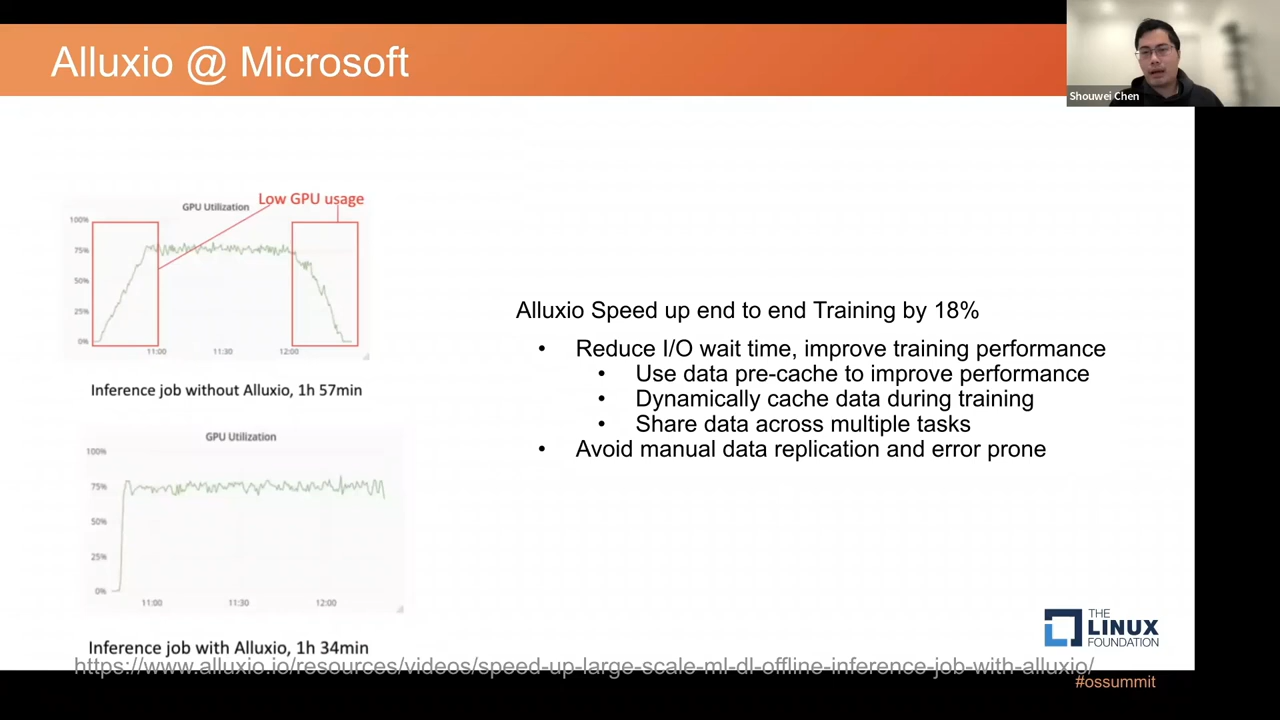 Alluxio @ Microsoft
Shouwei Chen
Low GPU usage
GPU Utilization
100%
75%
50%
25%
0%
11:00 11:30 12:00
Inference job without Alluxio, 1h 57min
GPU Utilization
100%
75%
50%
25%
0%
11:00 11:30 12:00
Inference job with Alluxio, 1h 34min
https://www.alluxio.io/resources/videos/speed-up-large-scale-ml-dl-offline-inference-job-with-alluxio/
Alluxio Speed up end to end Training by 18%
• Reduce I/O wait time, improve training performance
• Use data pre-cache to improve performance
• Dynamically cache data during training
• Share data across multiple tasks
• Avoid manual data replication and error prone
THE
LINUX
FOUNDATION
#ossummit